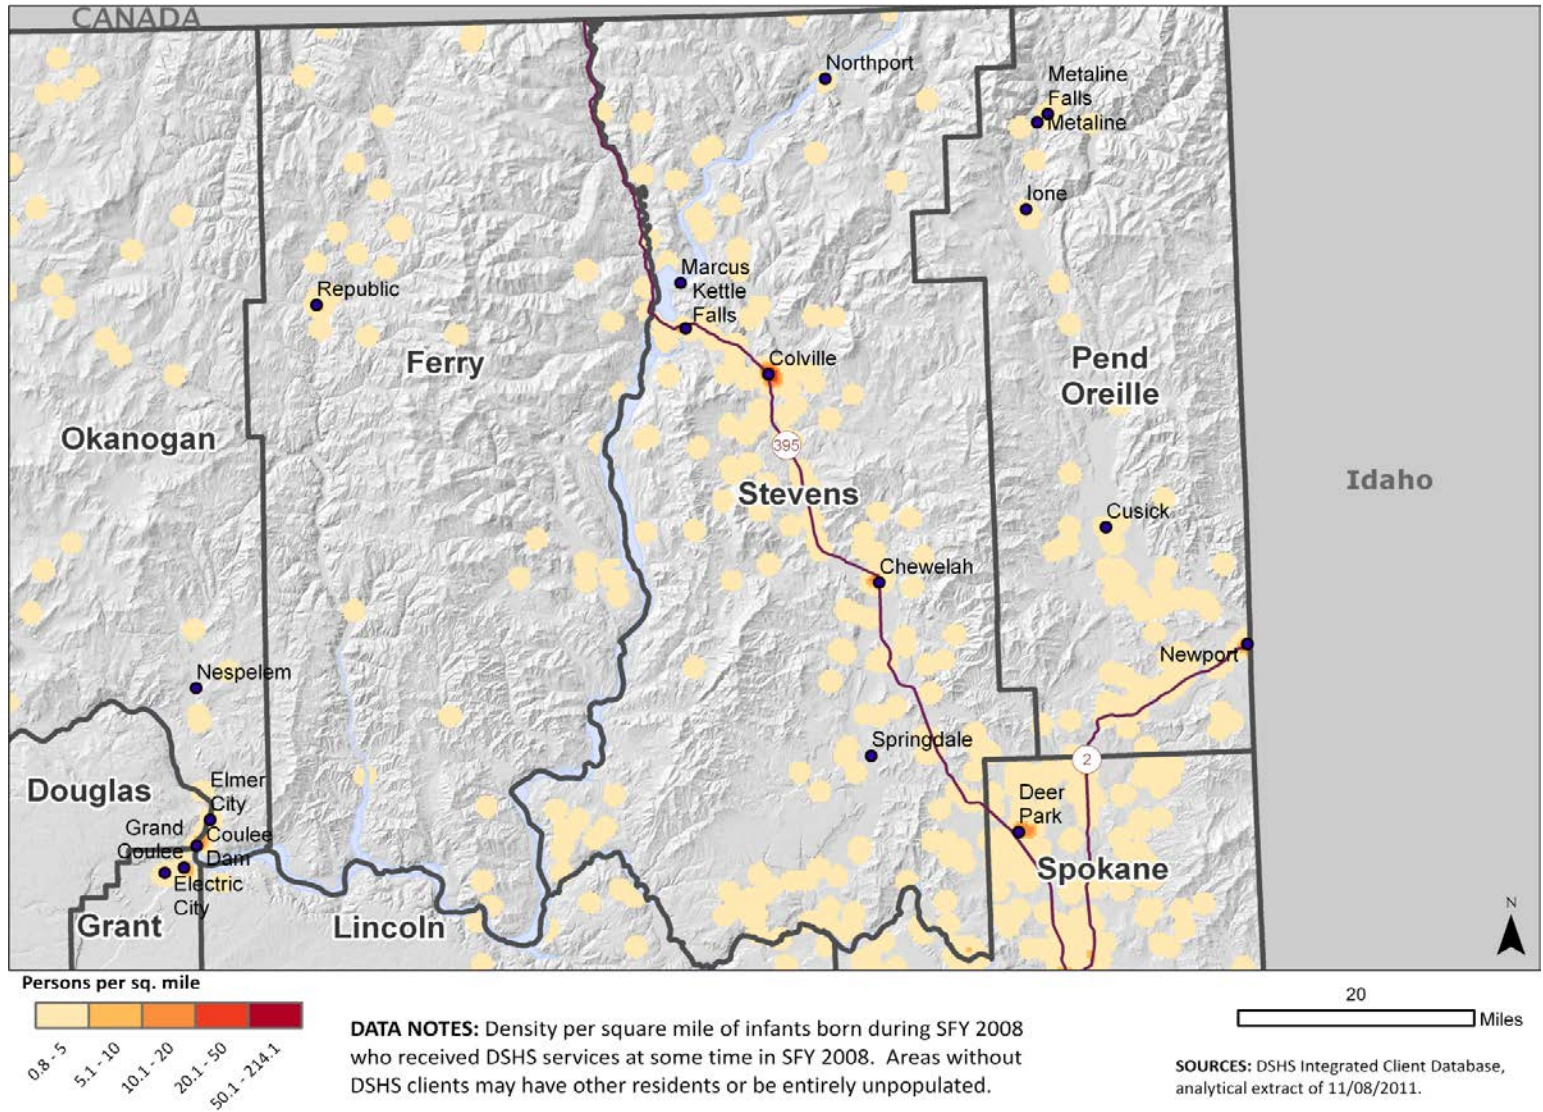 CANADA
Northport
Metaline
Falls
Metaline
Ione
Marcus
Kettle
Falls
Republic
Ferry
Colville
Pend
Oreille
Okanogan
395
Idaho
Stevens
Cusick
Chewelah
Newport
Nespelem
Springdale
2
Douglas
Elmer
City
Deer
Park
Grand
Coulee
Coulee
Dam
Spokane
Electric
City
Grant
Lincoln
N
Persons per sq. mile
0.8 - 5
5.1 - 10
10.1 - 20
20.1 - 50
50.1 - 214.1
DATA NOTES: Density per square mile of infants born during SFY 2008
who received DSHS services at some time in SFY 2008. Areas without
DSHS clients may have other residents or be entirely unpopulated.
20
Miles
SOURCES: DSHS Integrated Client Database,
analytical extract of 11/08/2011.